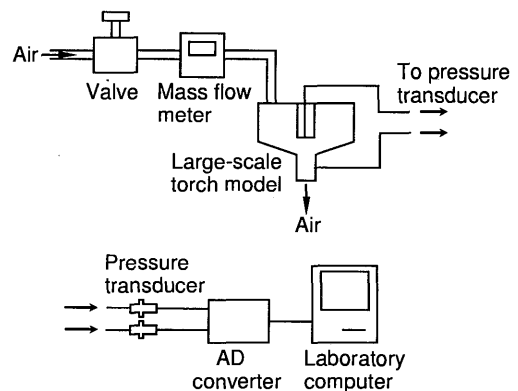 Air
Valve
Mass flow
meter
To pressure
transducer
Large-scale
torch model
Air
Pressure
transducer
AD
converter
Laboratory
computer